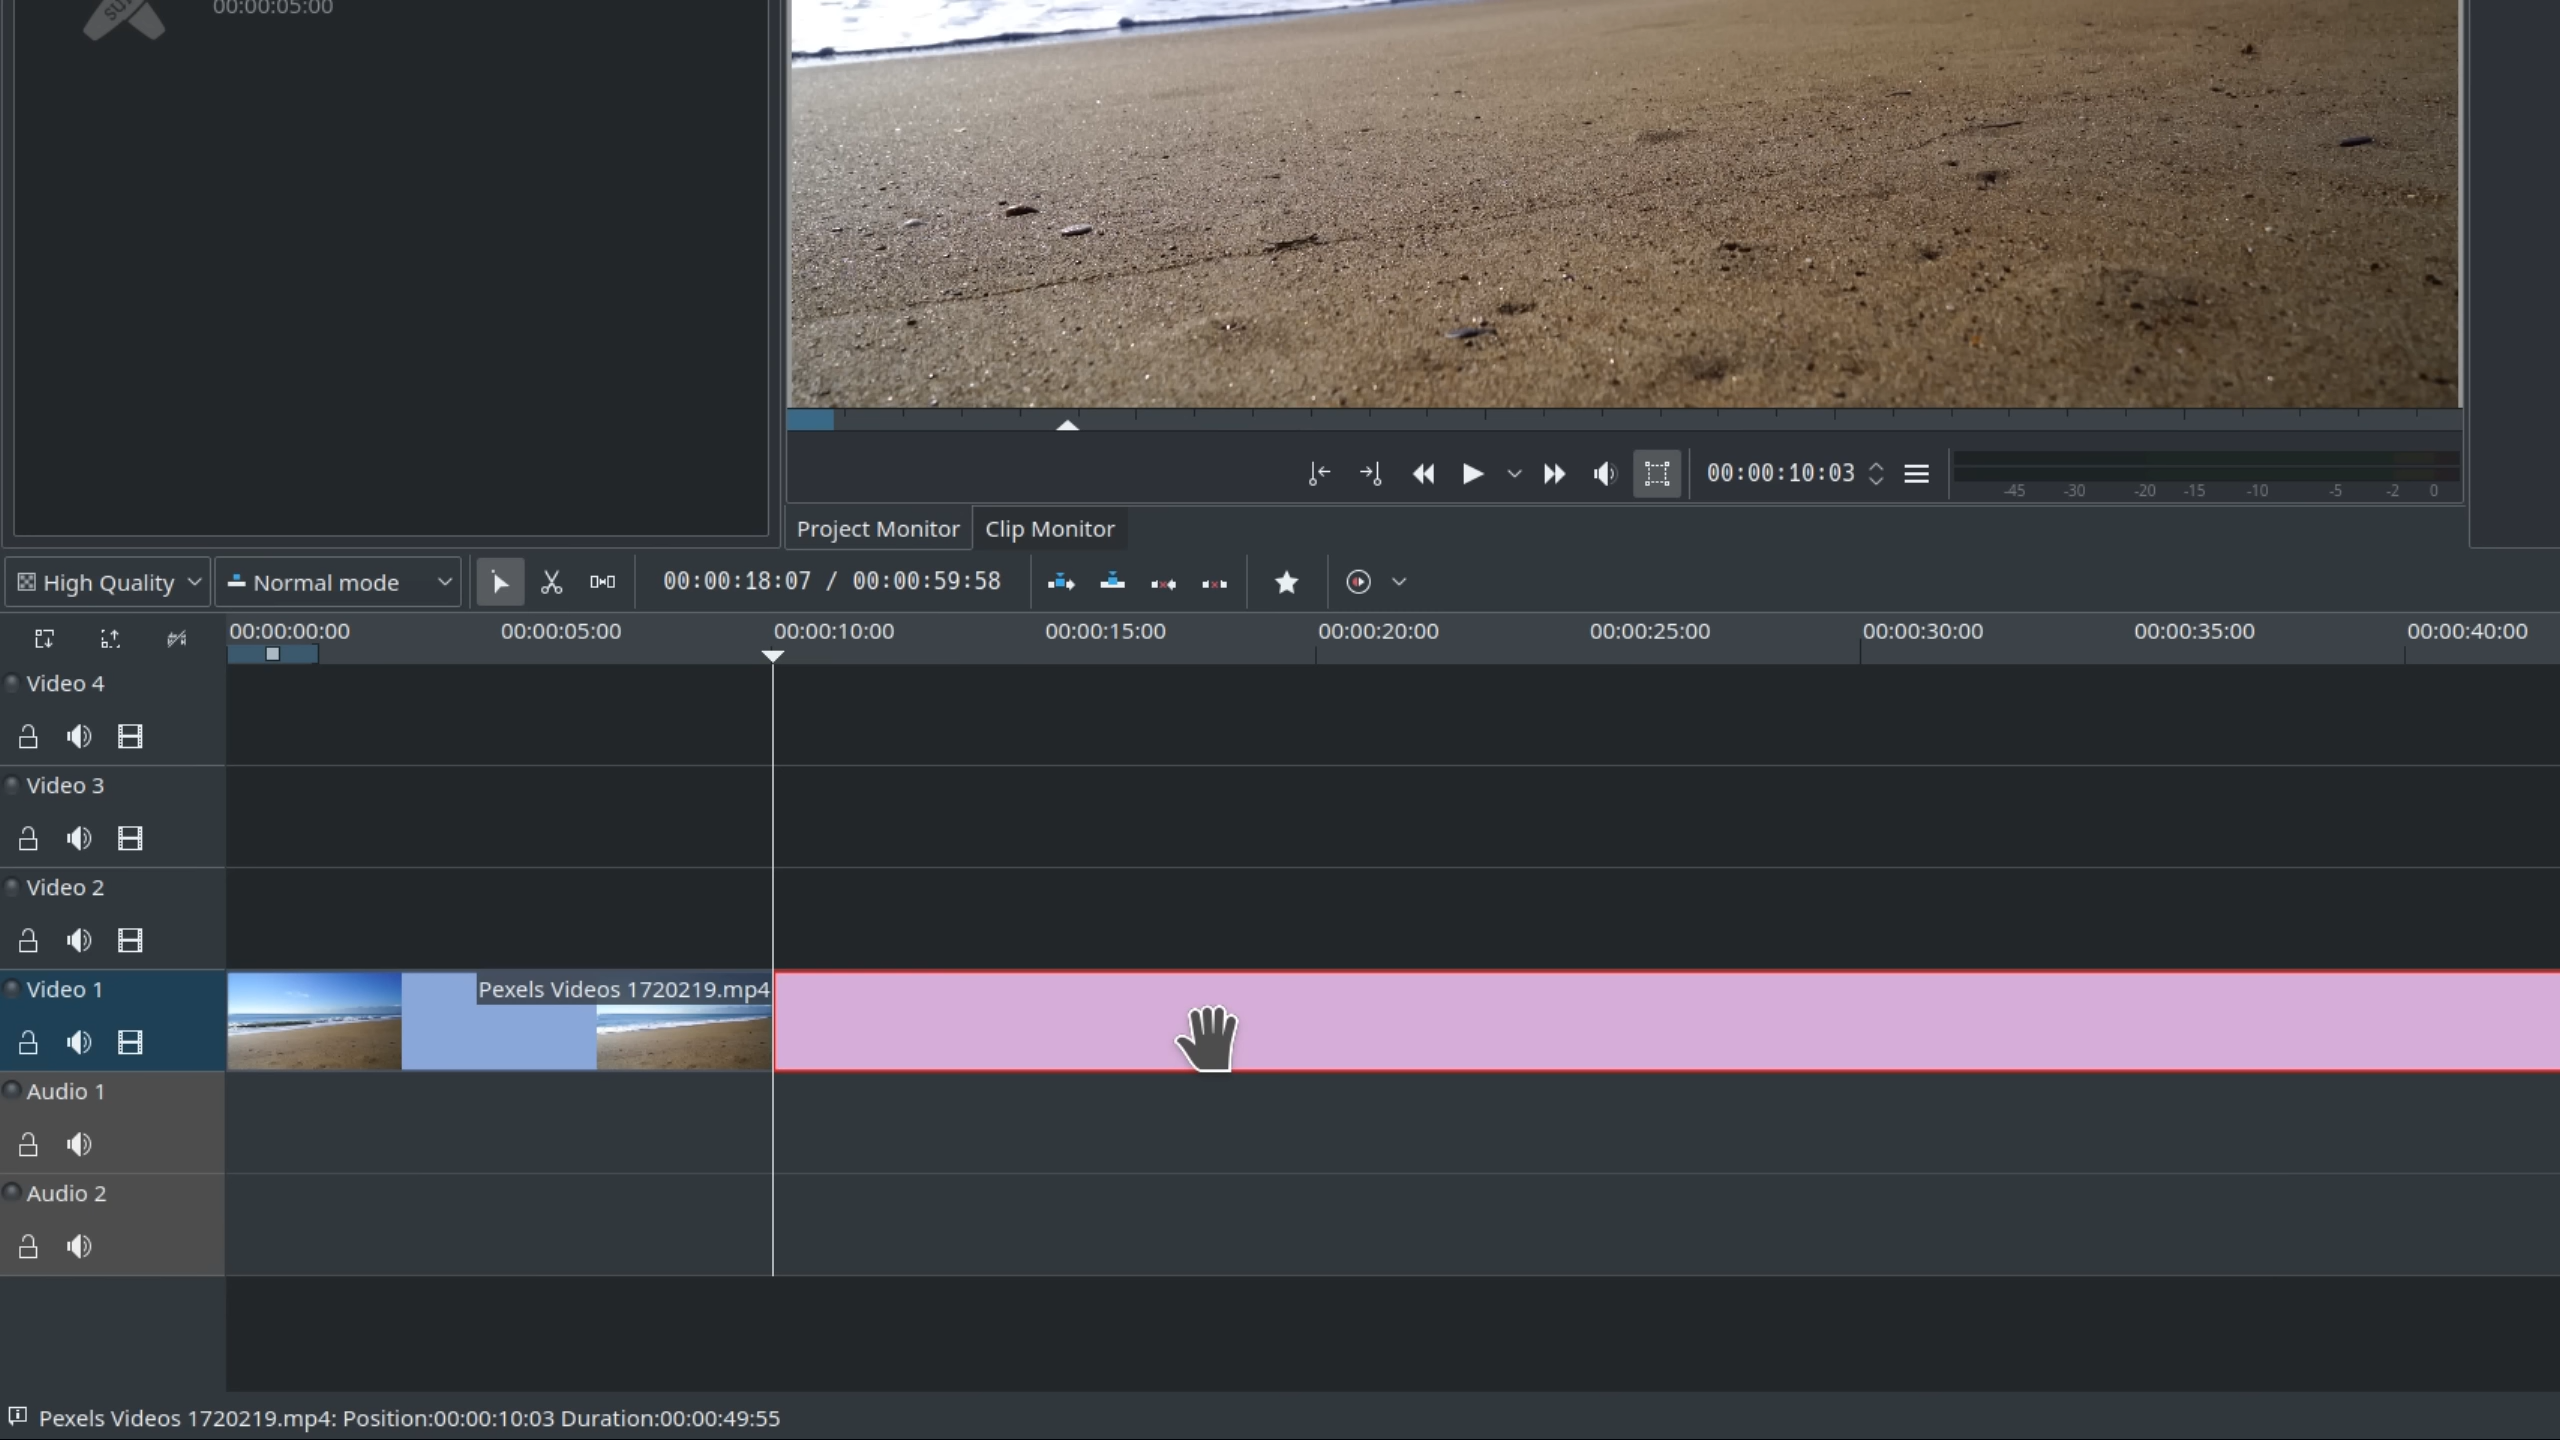 SU
00:00:05:00
00:00:10:03
-45 -30 -20 -15 -10 -5 -2 0
Project Monitor Clip Monitor
High Quality Normal mode 00:00:18:07 / 00:00:59:58
00:00:00:00 00:00:05:00 00:00:10:00 00:00:15:00 00:00:20:00 00:00:25:00 00:00:30:00 00:00:35:00 00:00:40:00
Video 4
Video 3
Video 2
Video 1 Pexels Videos 1720219.mp4
Audio 1
Audio 2
Pexels Videos 1720219.mp4: Position:00:00:10:03 Duration:00:00:49:55